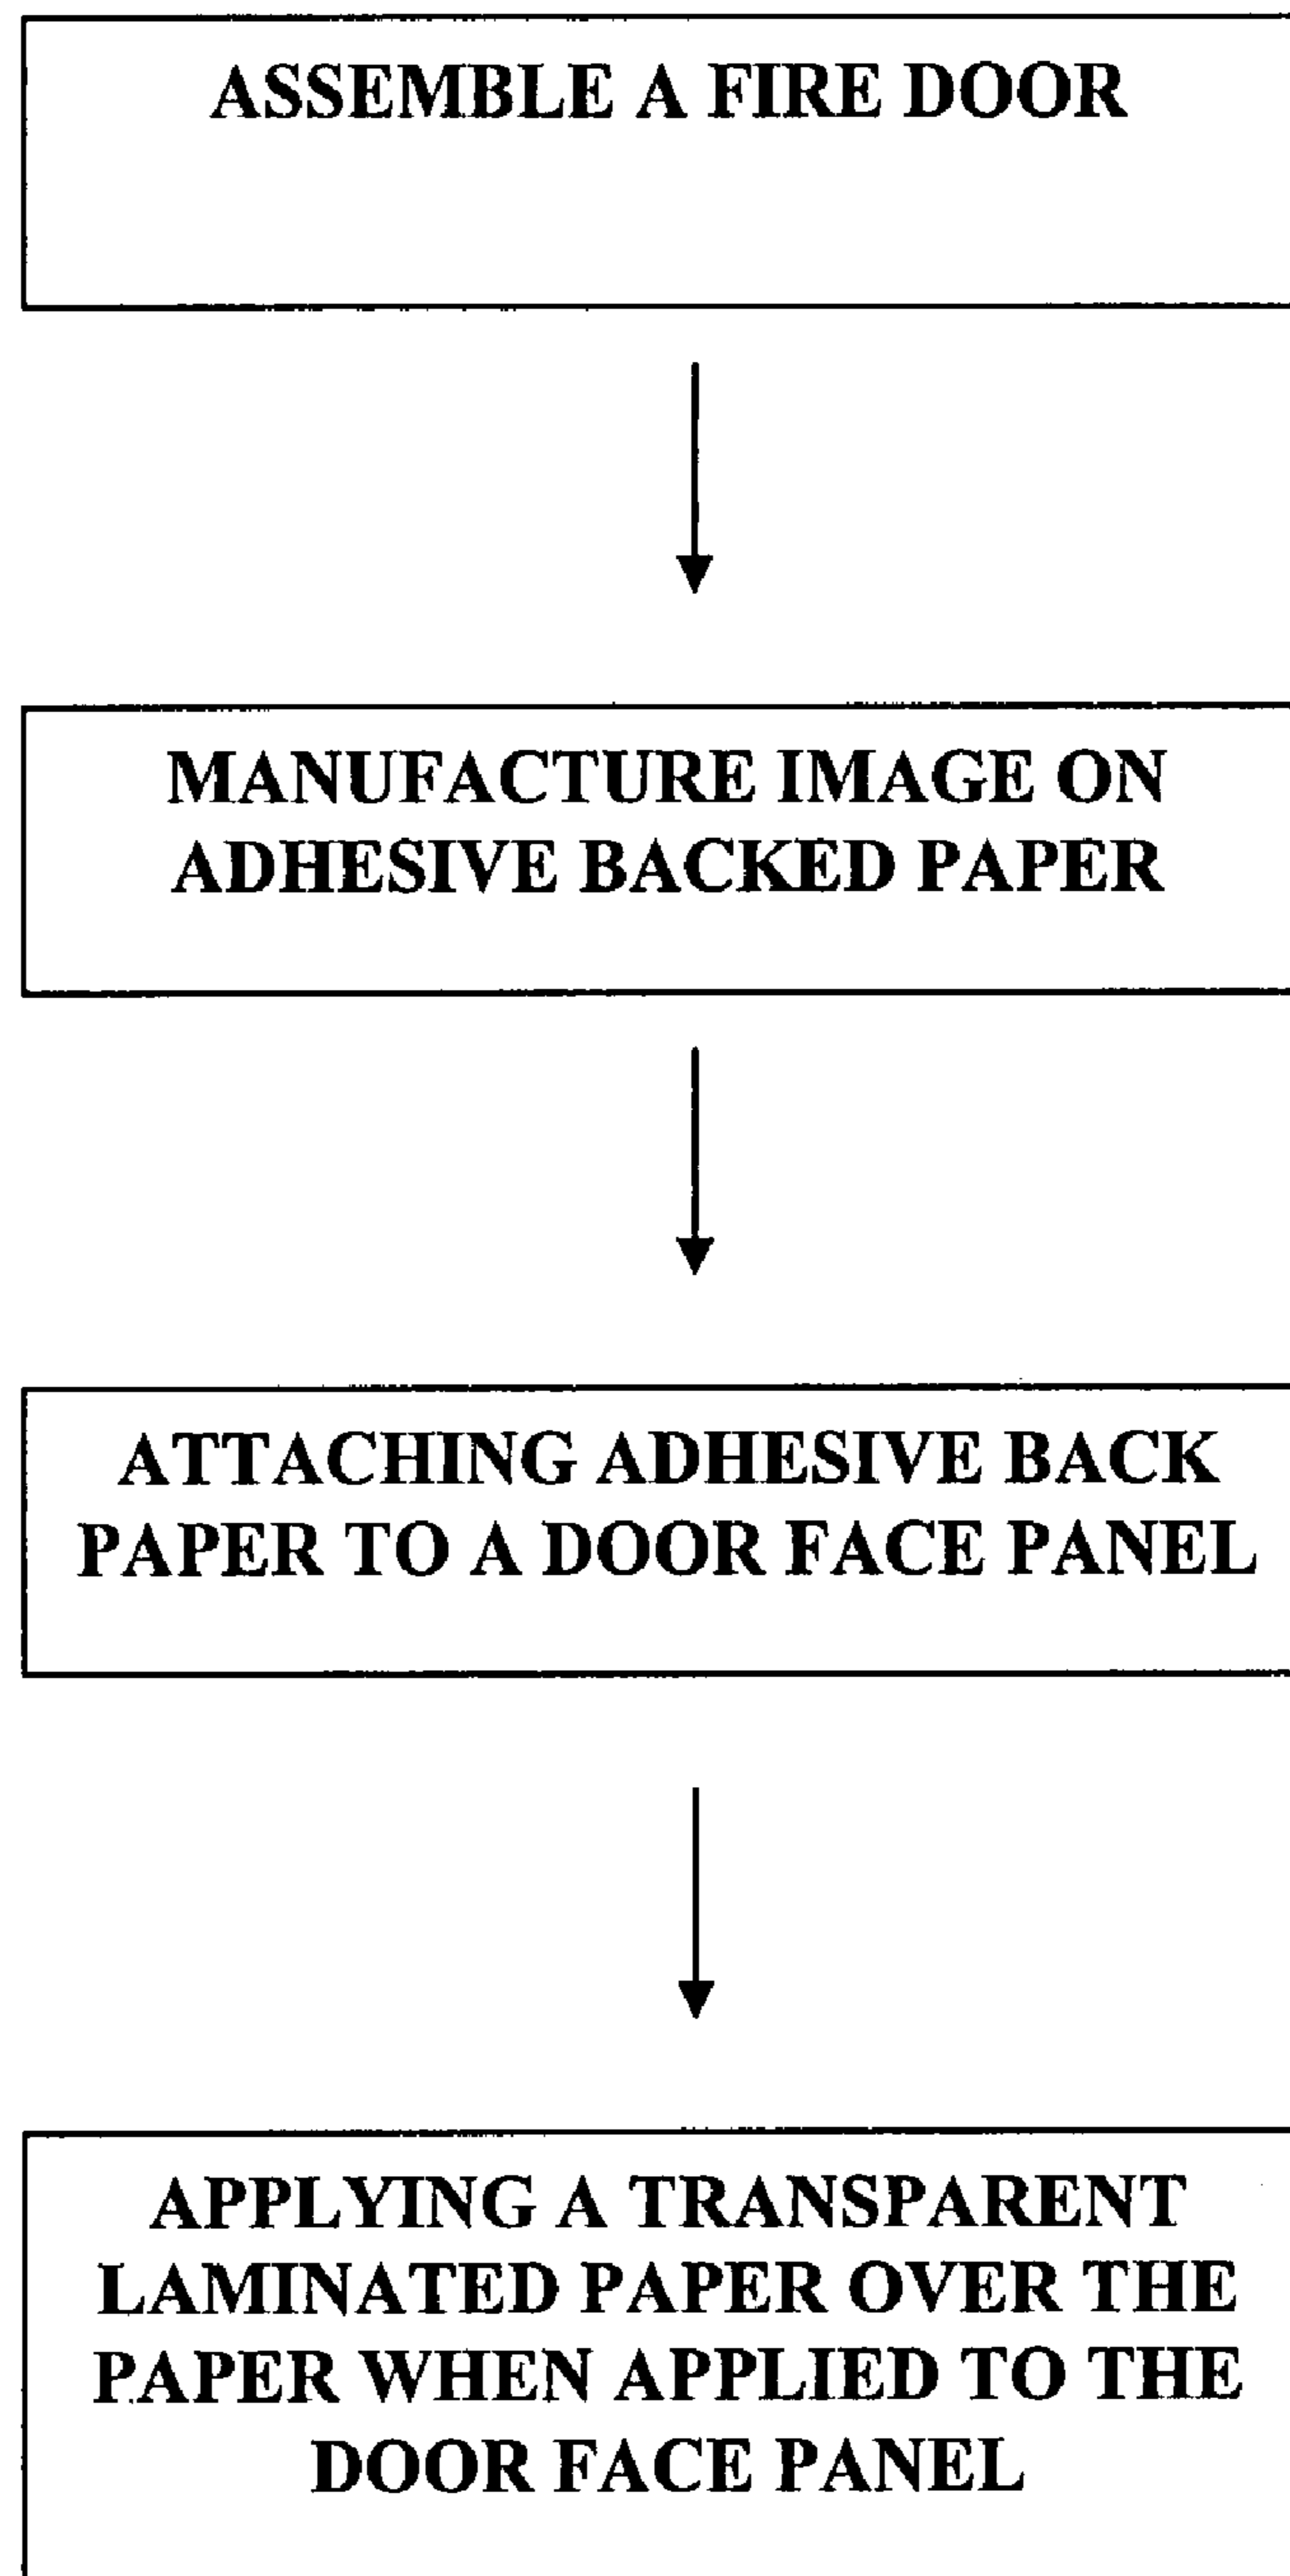 ASSEMBLE A FIRE DOOR
MANUFACTURE IMAGE ON
ADHESIVE BACKED PAPER
ATTACHING ADHESIVE BACK
PAPER TO A DOOR FACE PANEL
APPLYING A TRANSPARENT
LAMINATED PAPER OVER THE
PAPER WHEN APPLIED TO THE
DOOR FACE PANEL